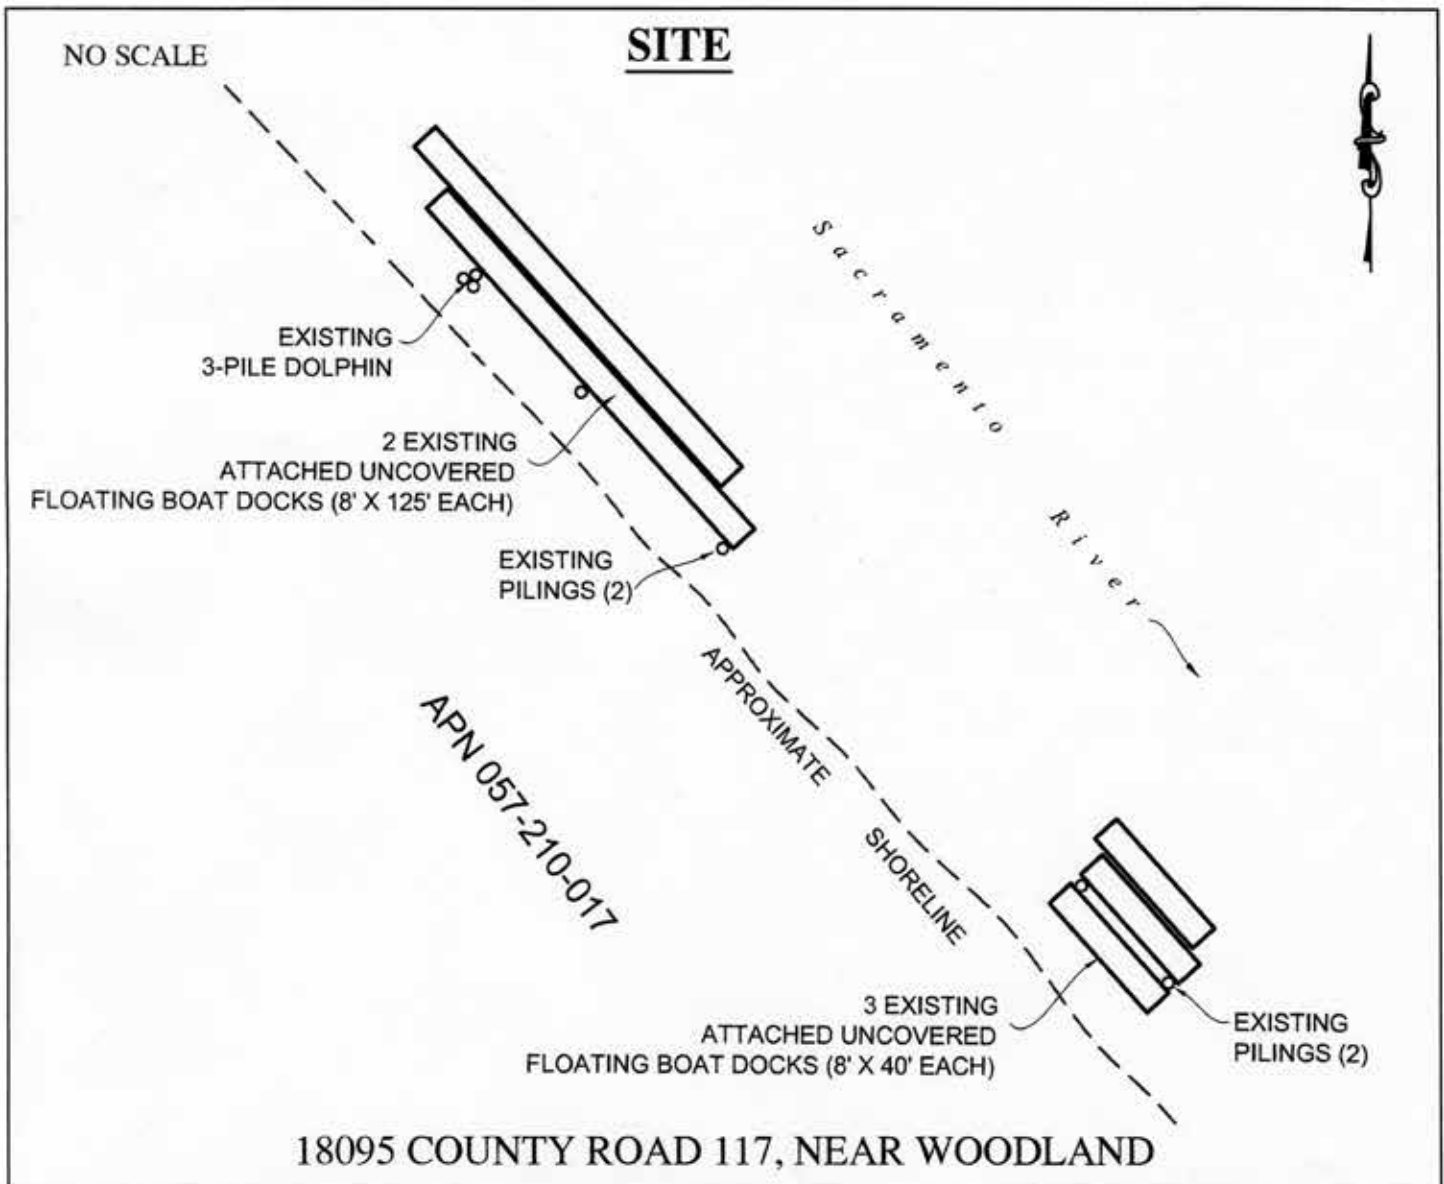 SITE
NO SCALE
Sacramento
River
EXISTING
3-PILE DOLPHIN
2 EXISTING
ATTACHED UNCOVERED
FLOATING BOAT DOCKS (8' X 125' EACH)
EXISTING
PILINGS (2)
APPROXIMATE
SHORELINE
APN 057-210-017
3 EXISTING
ATTACHED UNCOVERED
FLOATING BOAT DOCKS (8' X 40' EACH)
EXISTING
PILINGS (2)
18095 COUNTY ROAD 117, NEAR WOODLAND